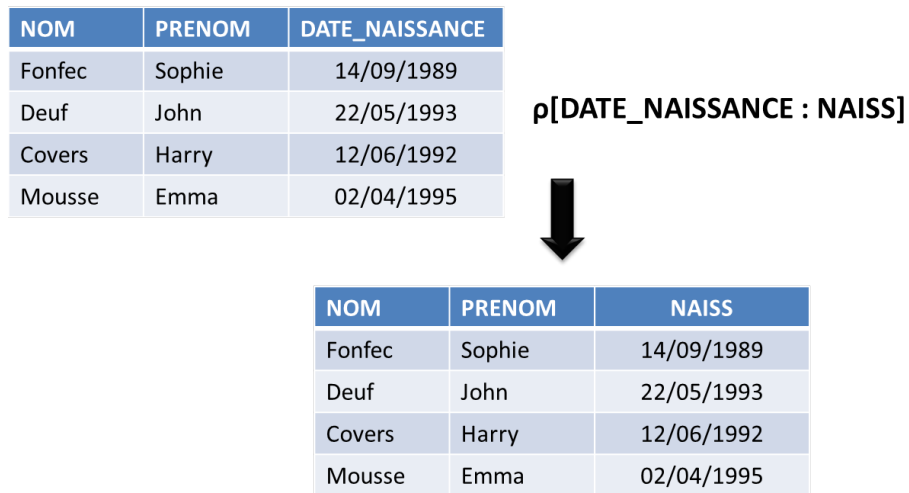 NOM PRENOM DATE_NAISSANCE
Fonfec Sophie 14/09/1989
Deuf John 22/05/1993
Covers Harry 12/06/1992
Mousse Emma 02/04/1995
ρ[DATE_NAISSANCE : NAISS]
NOM PRENOM NAISS
Fonfec Sophie 14/09/1989
Deuf John 22/05/1993
Covers Harry 12/06/1992
Mousse Emma 02/04/1995